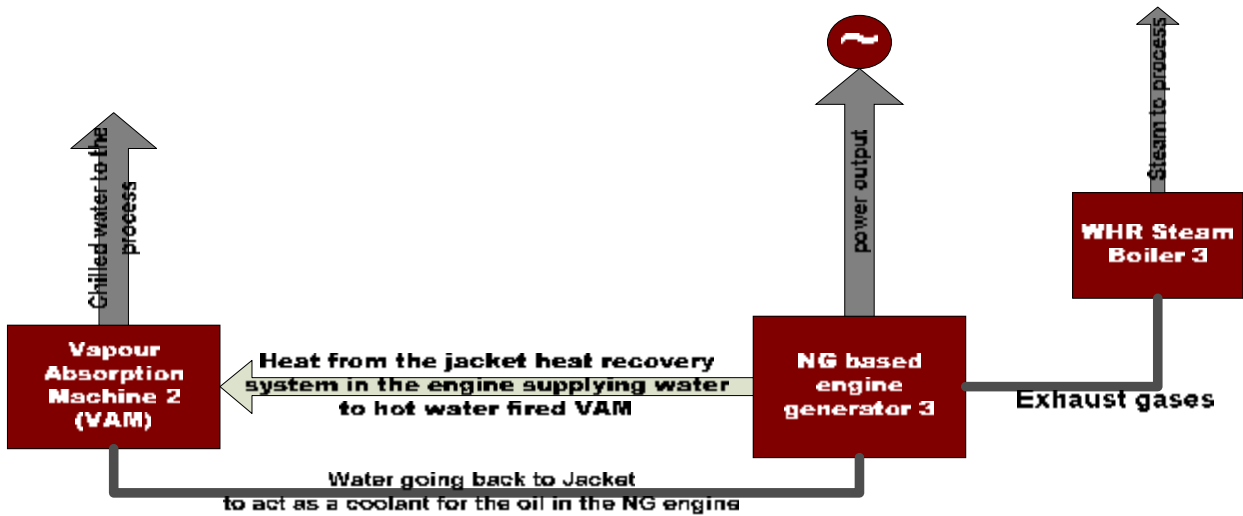 Steam to process
~
Chilled water to the
process
power output
WHR Steam
Boiler 3
Vapour
Absorption
Machine 2
(VAM)
Heat from the jacket heat recovery
system in the engine supplying water
to hot water fired VAM
NG based
engine
generator 3
Exhaust gases
Water going back to Jacket
to act as a coolant for the oil in the NG engine